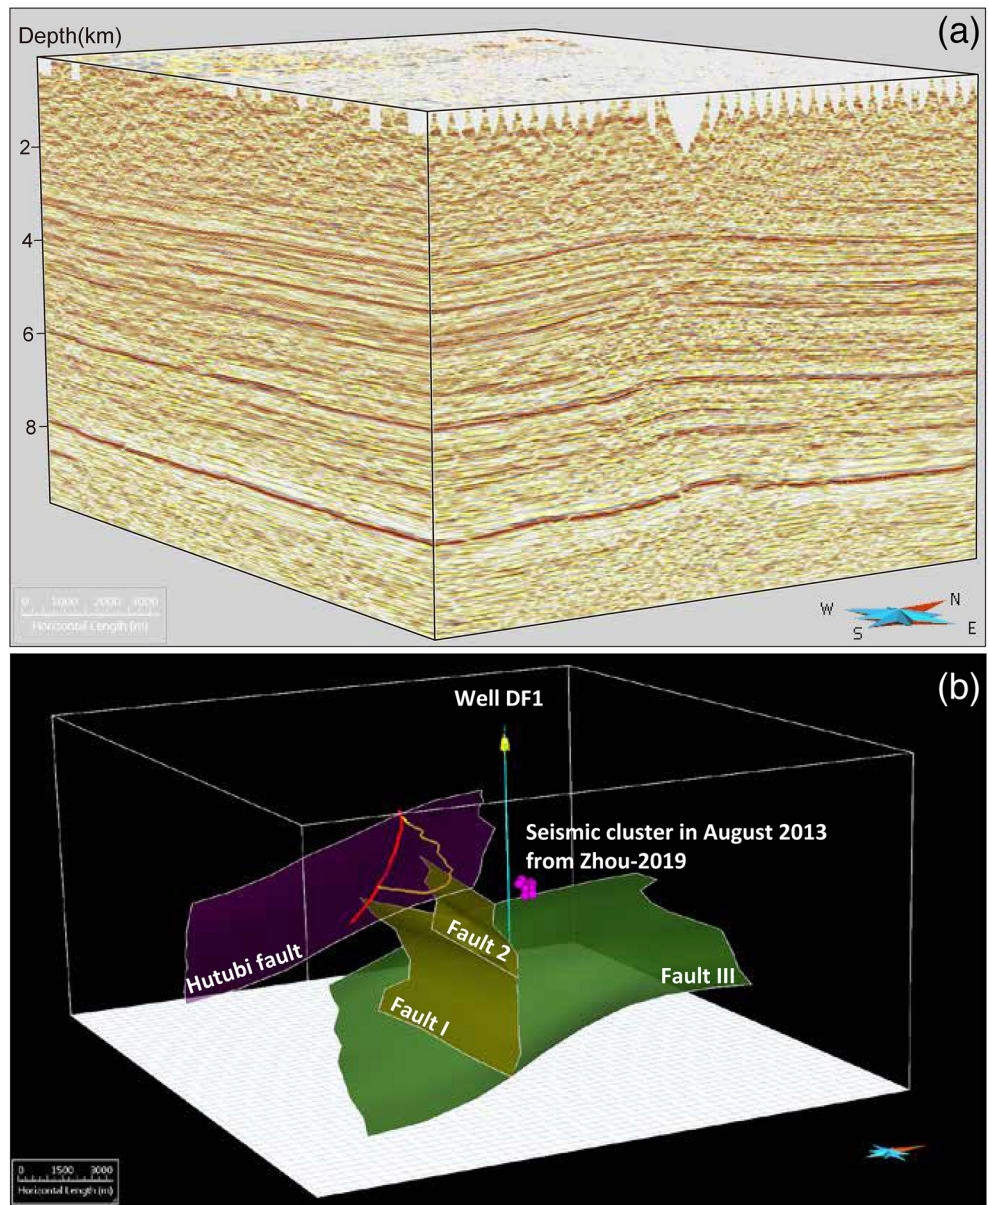 Depth(km)
(a)
2
4
6
8
0 1000 2000 3000
Horizontal Length (m)
W
N
S
E
(b)
Well DF1
Seismic cluster in August 2013
from Zhou-2019
Hutubi fault
Fault 2
Fault I
Fault III
0 1500 3000
Horizontal Length (m)